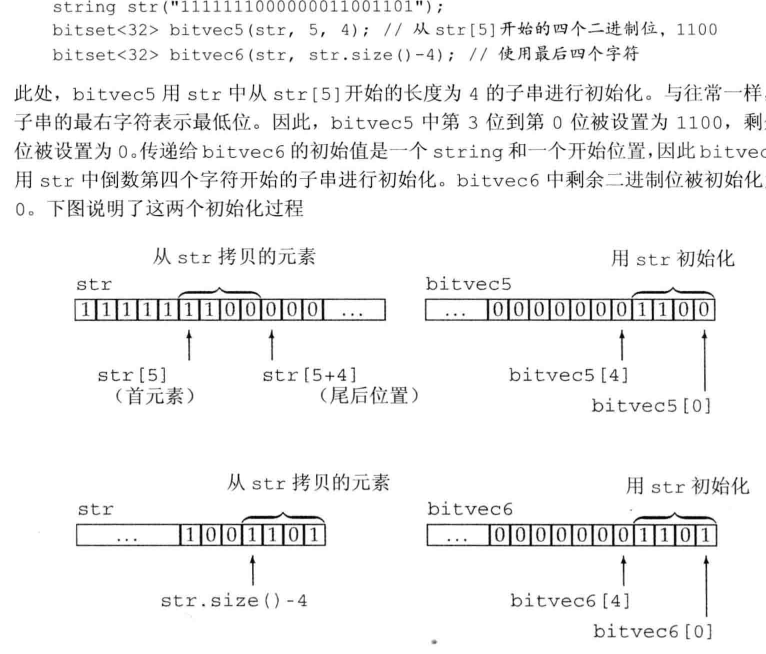 string str("1111111000000011001101");
bitset<32> bitvec5(str, 5, 4); // 从str[5]开始的四个二进制位, 1100
bitset<32> bitvec6(str, str.size()-4); // 使用最后四个字符
此处，bitvec5 用 str 中从 str[5]开始的长度为 4 的子串进行初始化。与往常一样，
子串的最右字符表示最低位。因此，bitvec5 中第 3 位到第 0 位被设置为 1100，剩
位被设置为 0。传递给 bitvec6 的初始值是一个 string 和一个开始位置，因此 bitvec
用 str 中倒数第四个字符开始的子串进行初始化。bitvec6 中剩余二进制位被初始化
0。下图说明了这两个初始化过程
从 str 拷贝的元素 用 str 初始化
str bitvec5
1 1 1 1 1 1 1 0 0 0 0 0 ... ... 0 0 0 0 0 0 0 1 1 0 0
str[5] str[5+4] bitvec5[4]
（首元素） （尾后位置） bitvec5[0]
从 str 拷贝的元素 用 str 初始化
str bitvec6
... 1 0 0 1 1 0 1 ... 0 0 0 0 0 0 0 1 1 0 1
str.size()-4 bitvec6[4]
bitvec6[0]